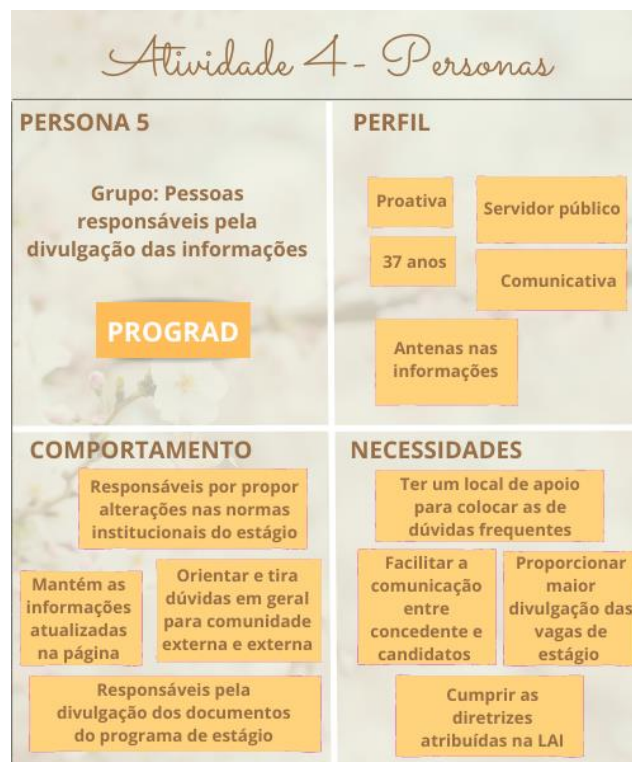 Atividade 4 - Personas
PERSONA 5
Grupo: Pessoas
responsáveis pela
divulgação das informações
PROGRAD
PERFIL
Proativa
Servidor público
37 anos
Comunicativa
Antenas nas
informações
COMPORTAMENTO
Responsáveis por propor
alterações nas normas
institucionais do estágio
Mantém as
informações
atualizadas
na página
Orientar e tira
dúvidas em geral
para comunidade
externa e externa
Responsáveis pela
divulgação dos documentos
do programa de estágio
NECESSIDADES
Ter um local de apoio
para colocar as de
dúvidas frequentes
Facilitar a
comunicação
entre
concedente e
candidatos
Proporcionar
maior
divulgação das
vagas de
estágio
Cumprir as
diretrizes
atribuídas na LAI